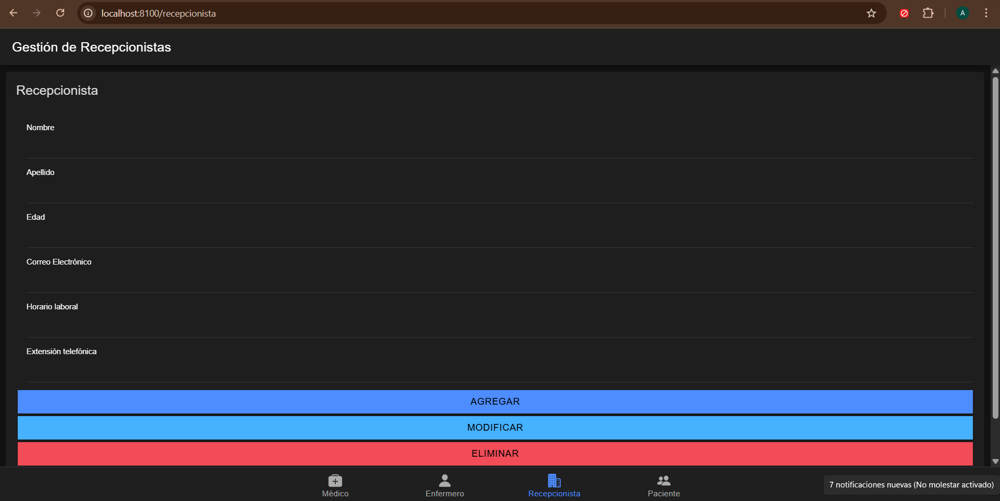 localhost:8100/recepcionista
A
Gestión de Recepcionistas
Recepcionista
Nombre
Apellido
Edad
Correo Electrónico
Horario laboral
Extensión telefónica
AGREGAR
MODIFICAR
ELIMINAR
Médico
Enfermero
Recepcionista
Paciente
7 notificaciones nuevas (No molestar activado)